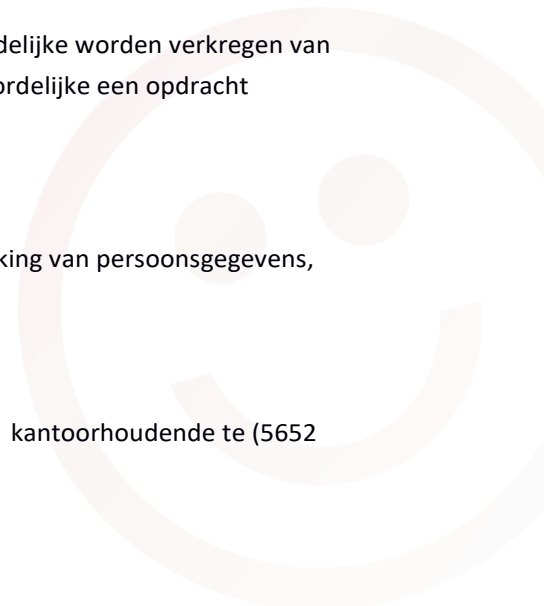 delijke worden verkregen van
ordelijke een opdracht
king van persoonsgegevens,
kantoorhoudende te (5652